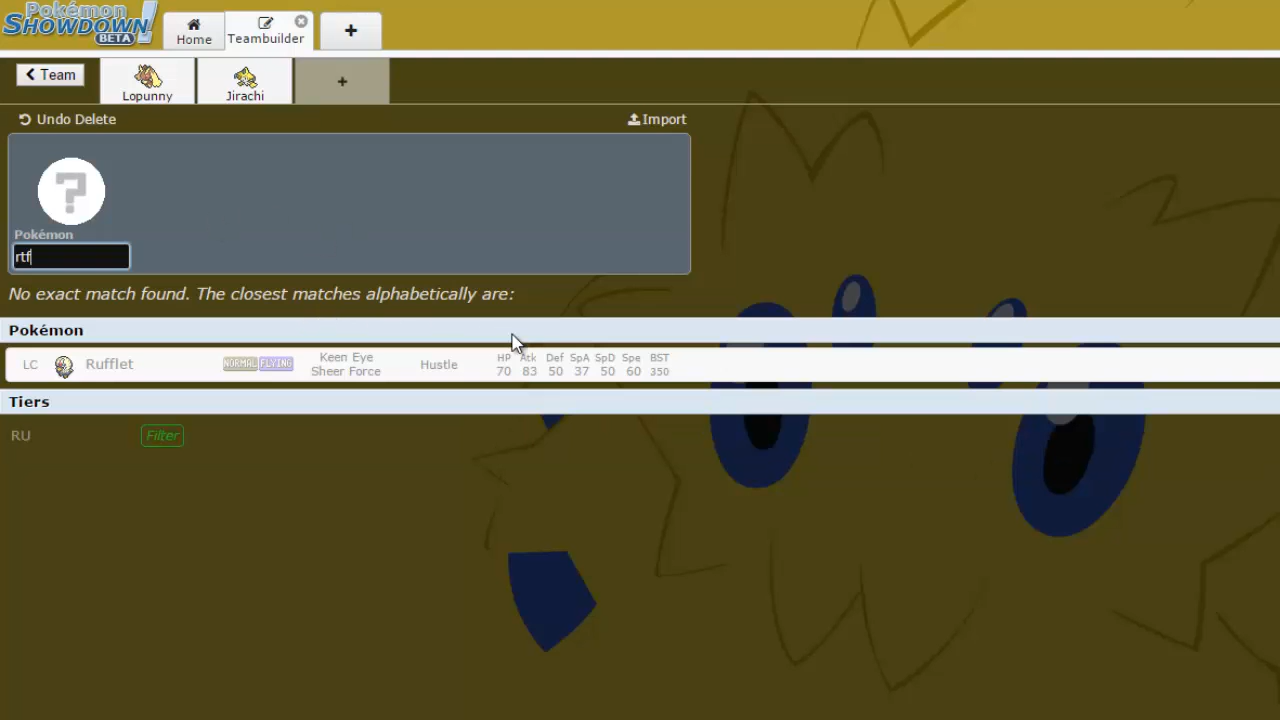 Pokémon
SHOWDOWN!
BETA
Home
Teambuilder
+
Team
Lopunny
Jirachi
+
Undo Delete
Import
?
Pokémon
rtf
No exact match found. The closest matches alphabetically are:
Pokémon
LC Rufflet NORMAL FLYING Keen Eye Sheer Force Hustle HP 70 Atk 83 Def 50 SpA 37 SpD 50 Spe 60 BST 350
Tiers
RU Filter